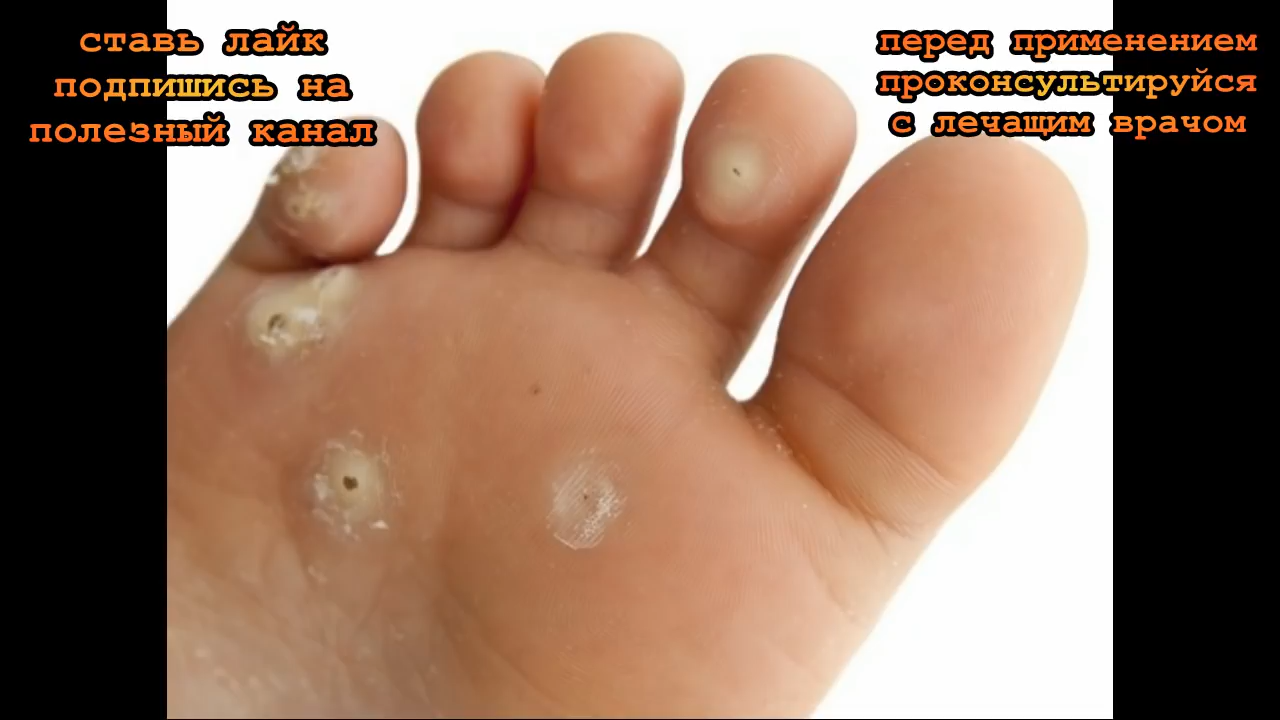 ставь лайк
подпишись на
полезный канал
перед применением
проконсультируйся
с лечащим врачом